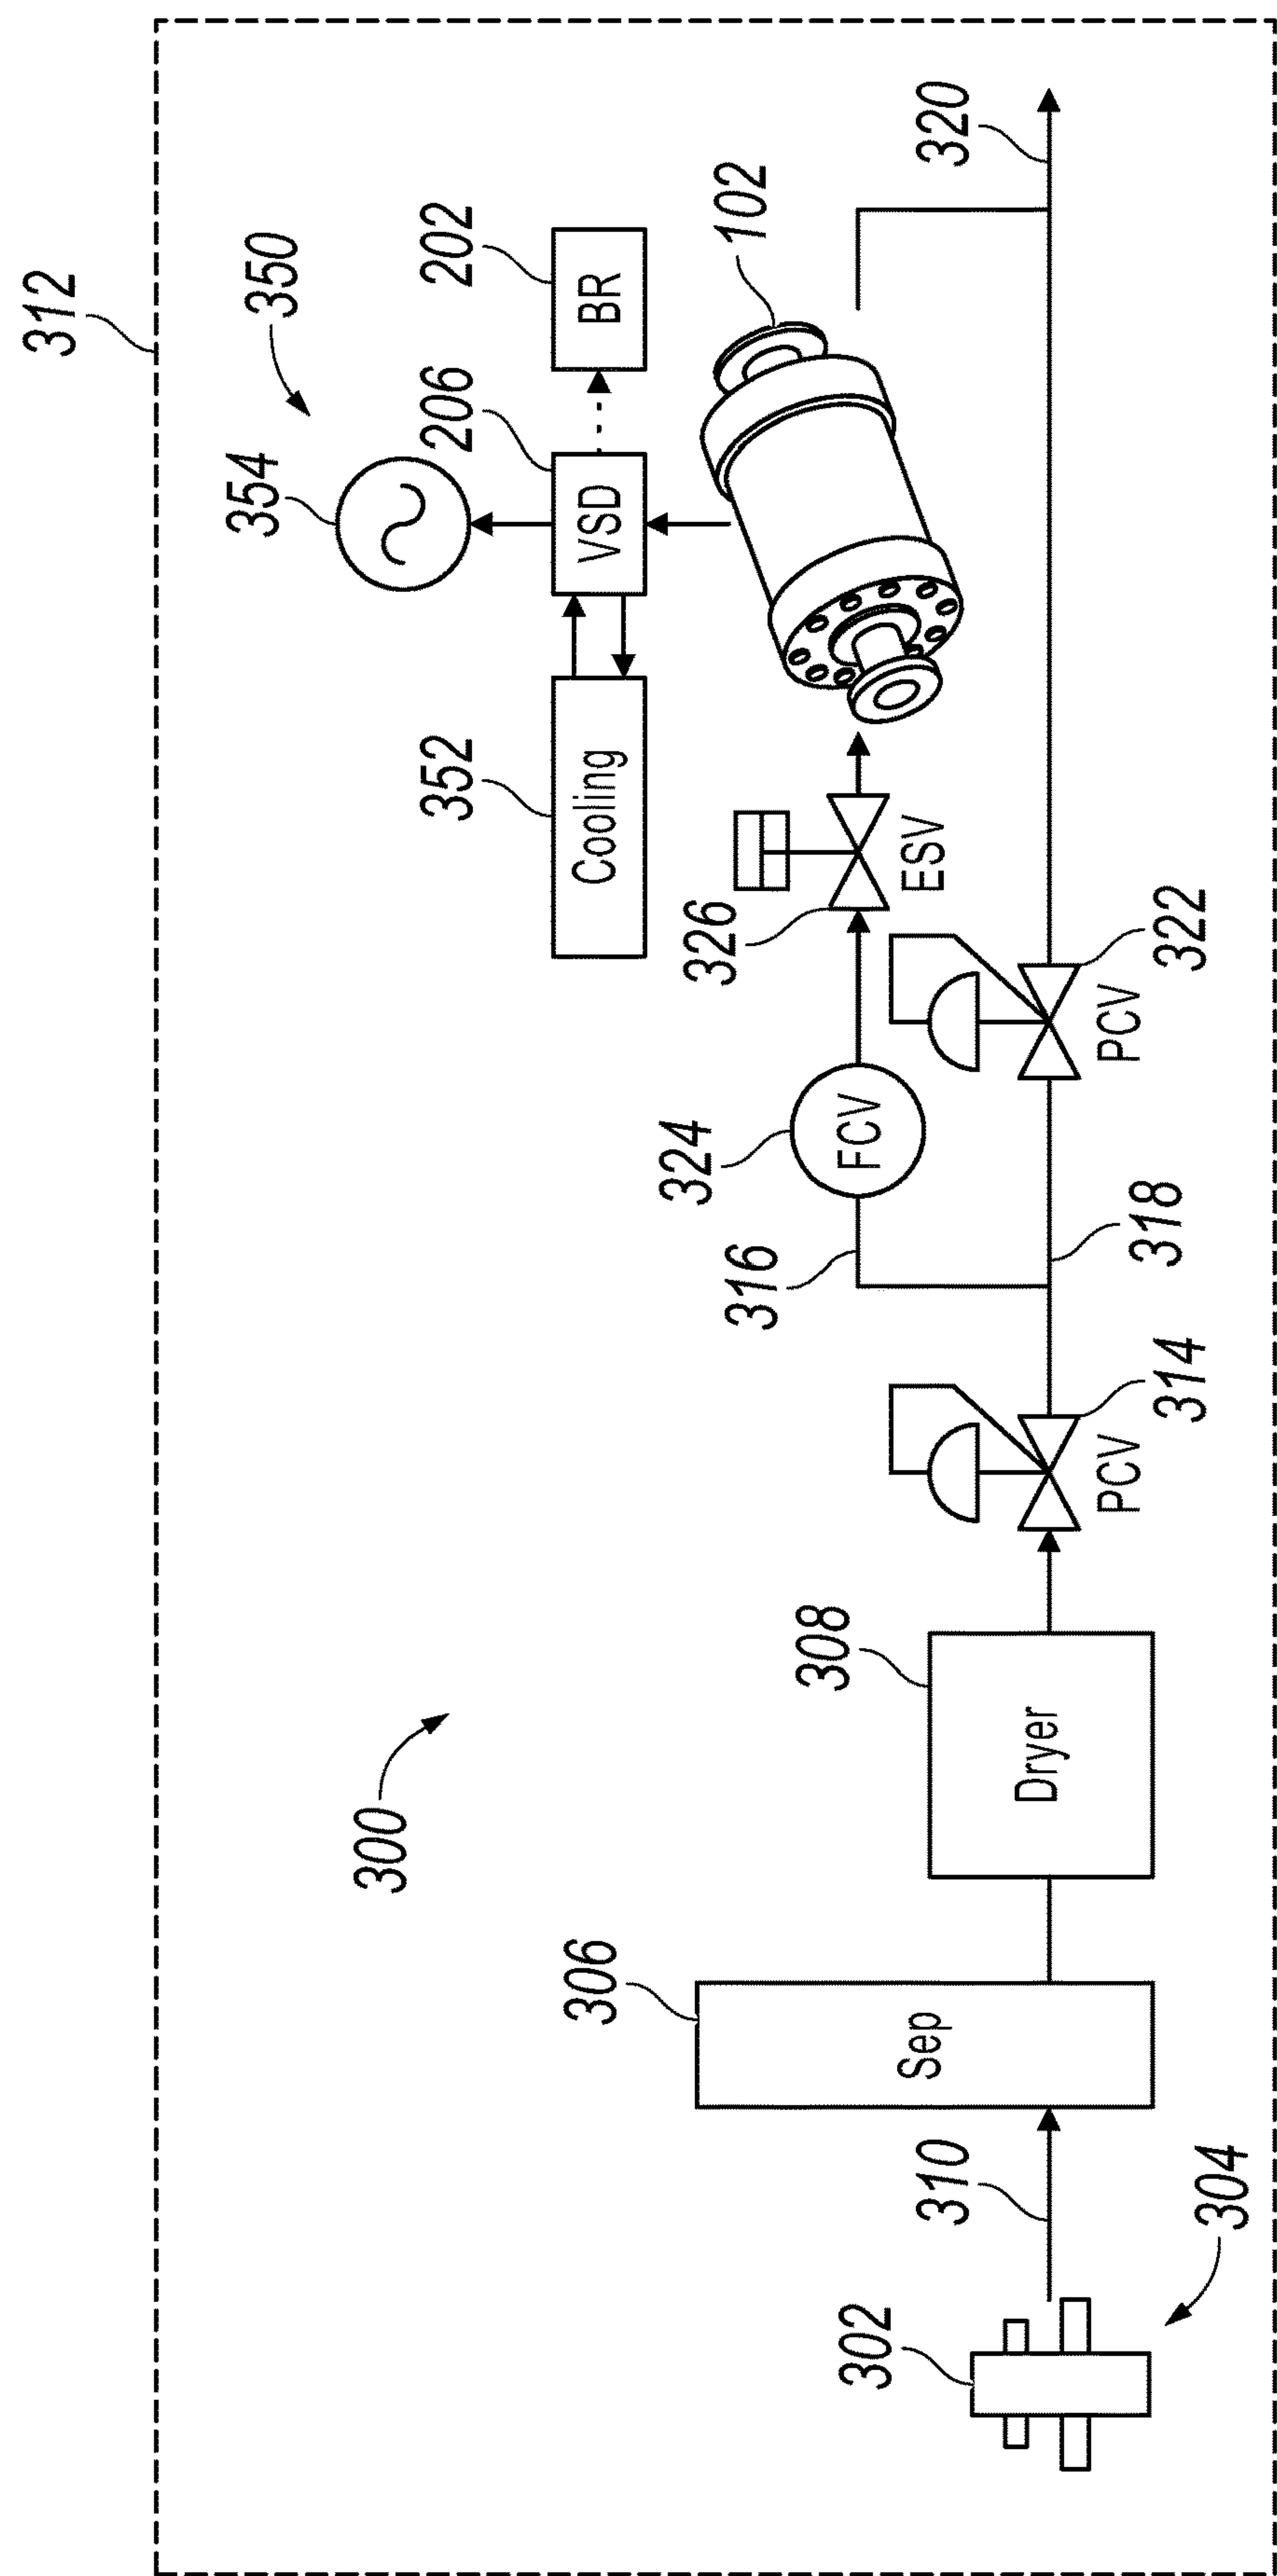 312
350
354
206
202
BR
VSD
352
Cooling
102
320
326
ESV
324
FCV
316
322
PCV
318
314
PCV
300
308
Dryer
306
Sep
310
302
304